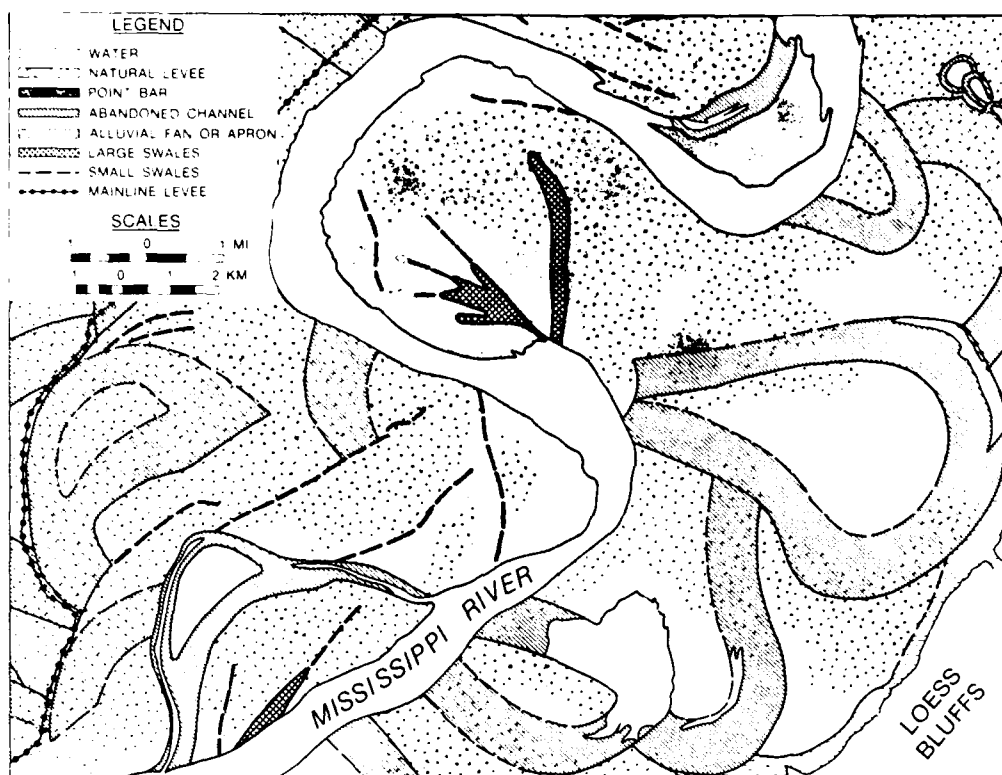 LEGEND
WATER
NATURAL LEVEE
POINT BAR
ABANDONED CHANNEL
ALLUVIAL FAN OR APRON
LARGE SWALES
SMALL SWALES
MAINLINE LEVEE
SCALES
1 0 1 MI
1 0 1 2 KM
MISSISSIPPI RIVER
LOESS
BLUFFS